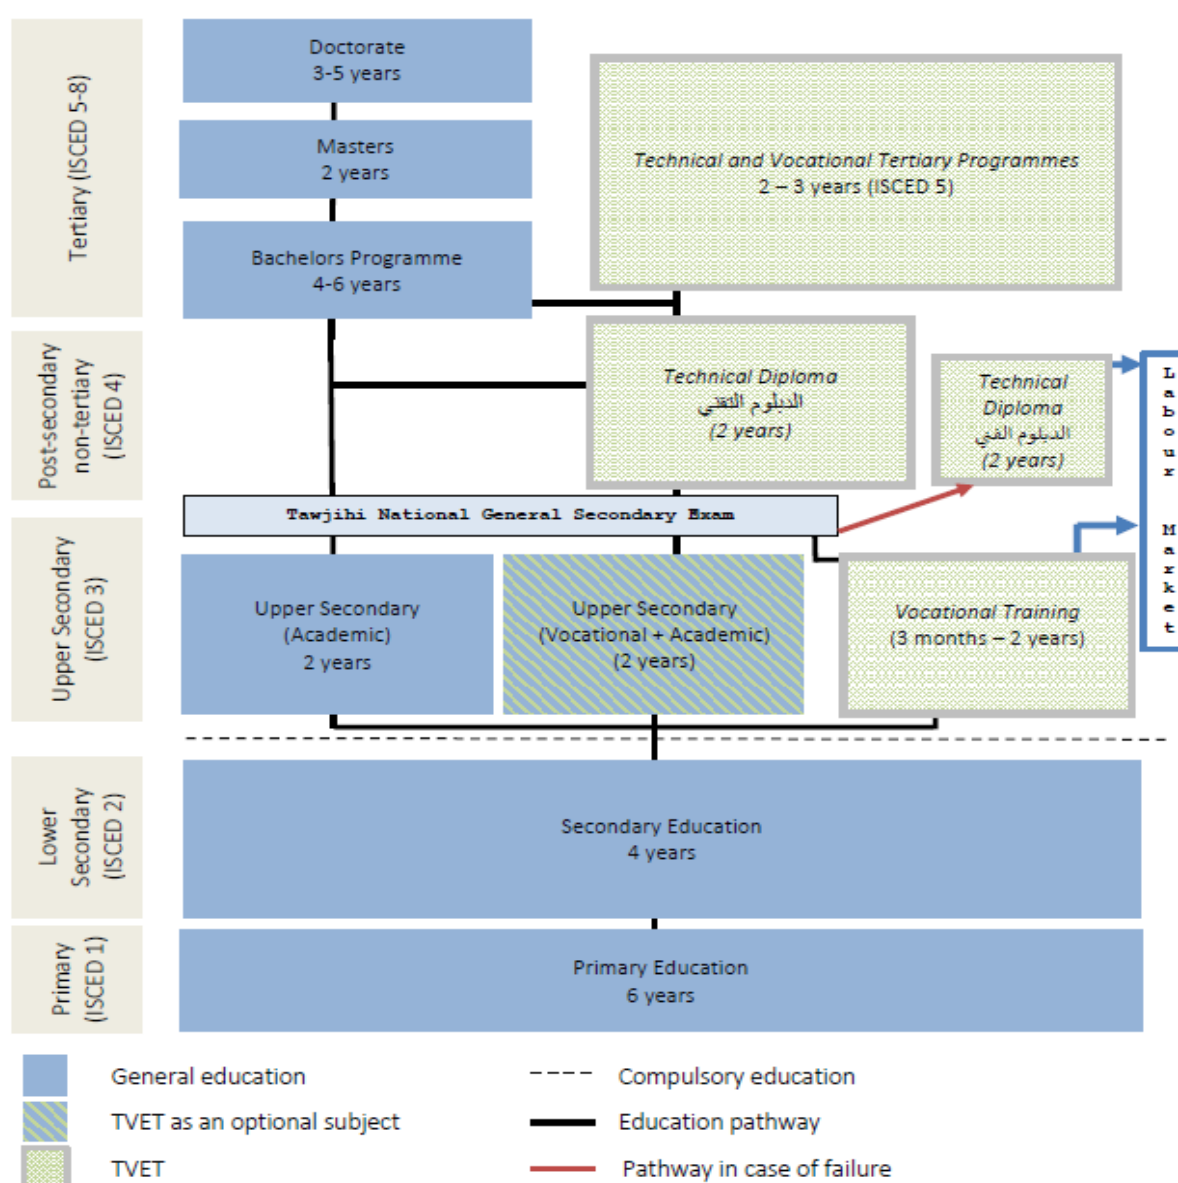 Tertiary (ISCED 5-8)
Doctorate
3-5 years
Masters
2 years
Bachelors Programme
4-6 years
Technical and Vocational Tertiary Programmes
2 – 3 years (ISCED 5)
Post-secondary
non-tertiary
(ISCED 4)
Technical Diploma
الدبلوم التقني
(2 years)
Technical
Diploma
الدبلوم الفني
(2 years)
Labour Market
Tawjihi National General Secondary Exam
Upper Secondary
(ISCED 3)
Upper Secondary
(Academic)
2 years
Upper Secondary
(Vocational + Academic)
(2 years)
Vocational Training
(3 months – 2 years)
Lower
Secondary
(ISCED 2)
Secondary Education
4 years
Primary
(ISCED 1)
Primary Education
6 years
General education
Compulsory education
TVET as an optional subject
Education pathway
TVET
Pathway in case of failure